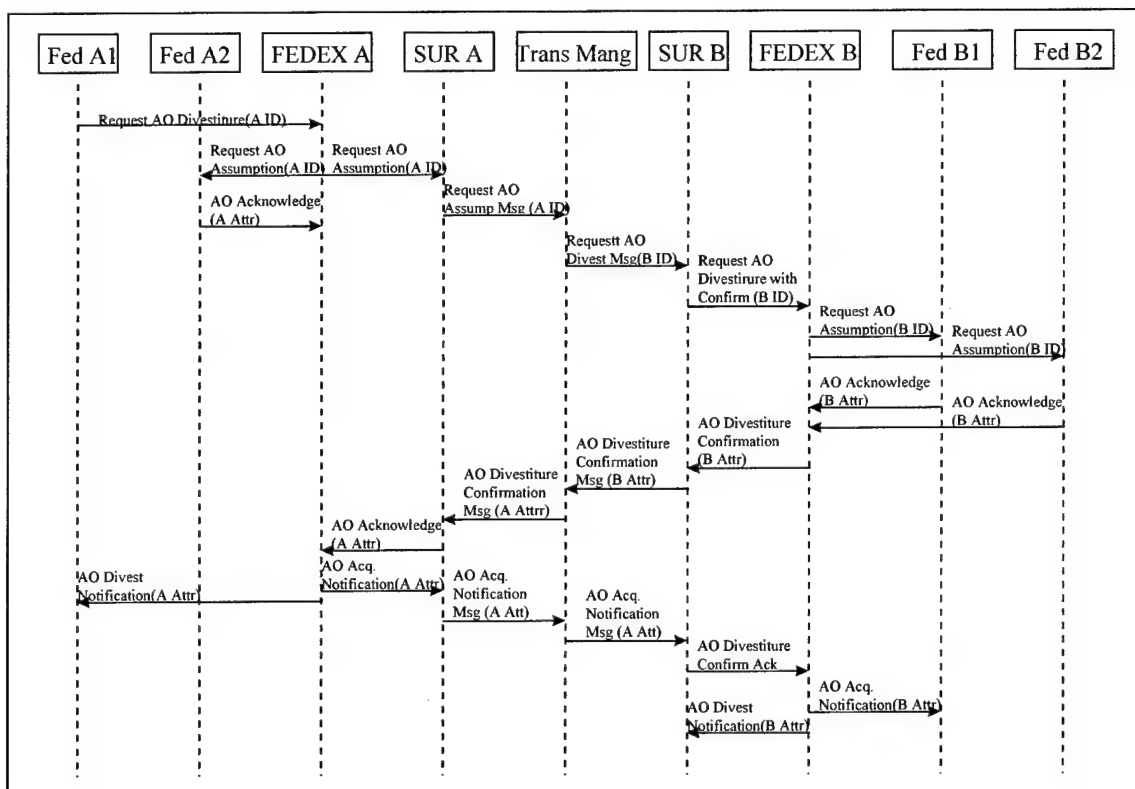 Fed A1
Fed A2
FEDEX A
SUR A
Trans Mang
SUR B
FEDEX B
Fed B1
Fed B2
Request AO Divestiture(A ID)
Request AO
Assumption(A ID)
Request AO
Assumption(A ID)
AO Acknowledge
(A Attr)
Request AO
Assump Msg (A ID)
Requestt AO
Divest Msg(B ID)
Request AO
Divestirure with
Confirm (B ID)
Request AO
Assumption(B ID)
Request AO
Assumption(B ID)
AO Acknowledge
(B Attr)
AO Acknowledge
(B Attr)
AO Divestiture
Confirmation
(B Attr)
AO Divestiture
Confirmation
Msg (B Attr)
AO Divestiture
Confirmation
Msg (A Attrr)
AO Acknowledge
(A Attr)
AO Acq.
Notification(A Attr)
AO Divest
Notification(A Attr)
AO Acq.
Notification
Msg (A Att)
AO Acq.
Notification
Msg (A Att)
AO Divestiture
Confirm Ack
AO Acq.
Notification(B Attr)
AO Divest
Notification(B Attr)